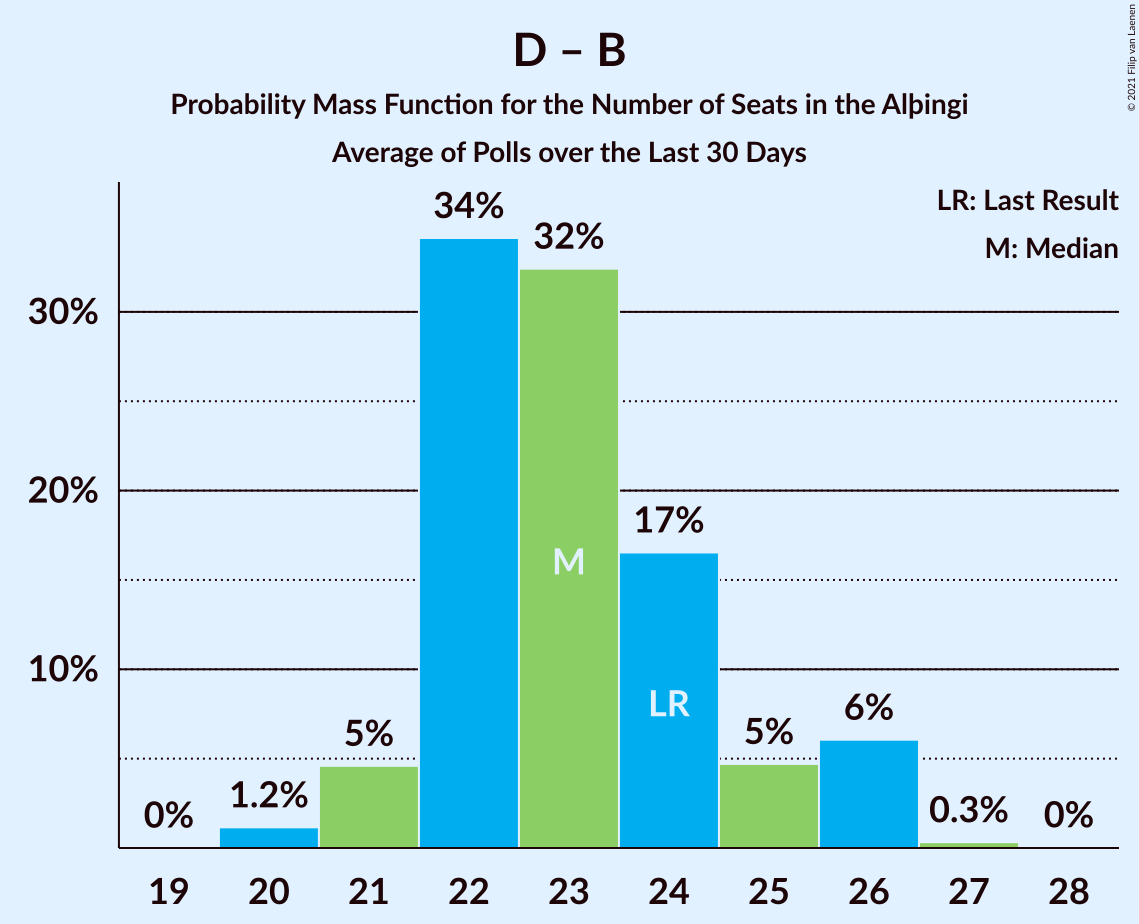 D – B
Probability Mass Function for the Number of Seats in the Alþingi
Average of Polls over the Last 30 Days
© 2021 Filip van Laenen
LR: Last Result
M: Median
34%
32%
30%
20%
17%
M
10%
LR
6%
5%
5%
1.2%
0.3%
0%
0%
19 20 21 22 23 24 25 26 27 28